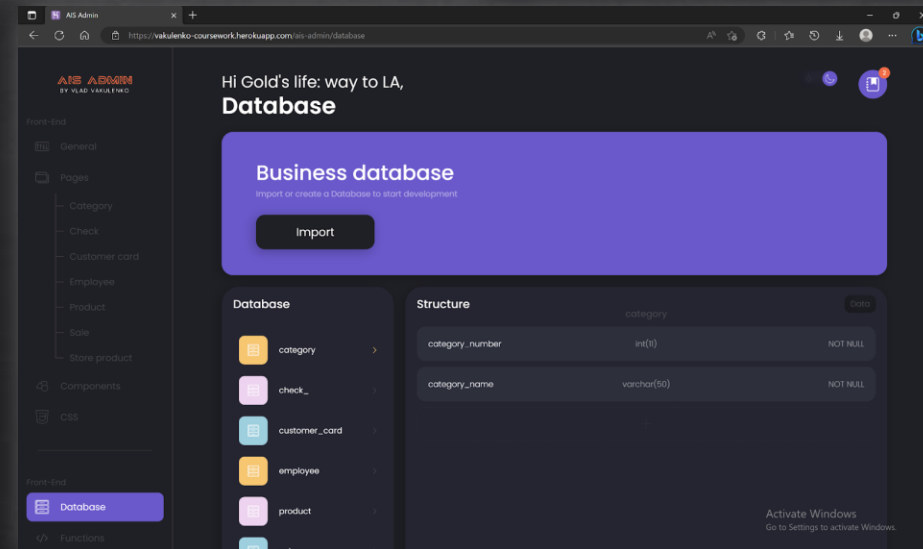 AIS Admin
https://vakulenko-coursework.herokuapp.com/ais-admin/database
AIS ADMIN
BY VLAD VAKULENKO
Hi Gold's life: way to LA,
Database
2
Front-End
General
Pages
Category
Check
Customer card
Employee
Product
Sale
Store product
Components
CSS
Front-End
Database
Functions
Business database
Import or create a Database to start development
Import
Database
category
check_
customer_card
employee
product
Structure
Data
category
category_number int(11) NOT NULL
category_name varchar(50) NOT NULL
Activate Windows
Go to Settings to activate Windows.